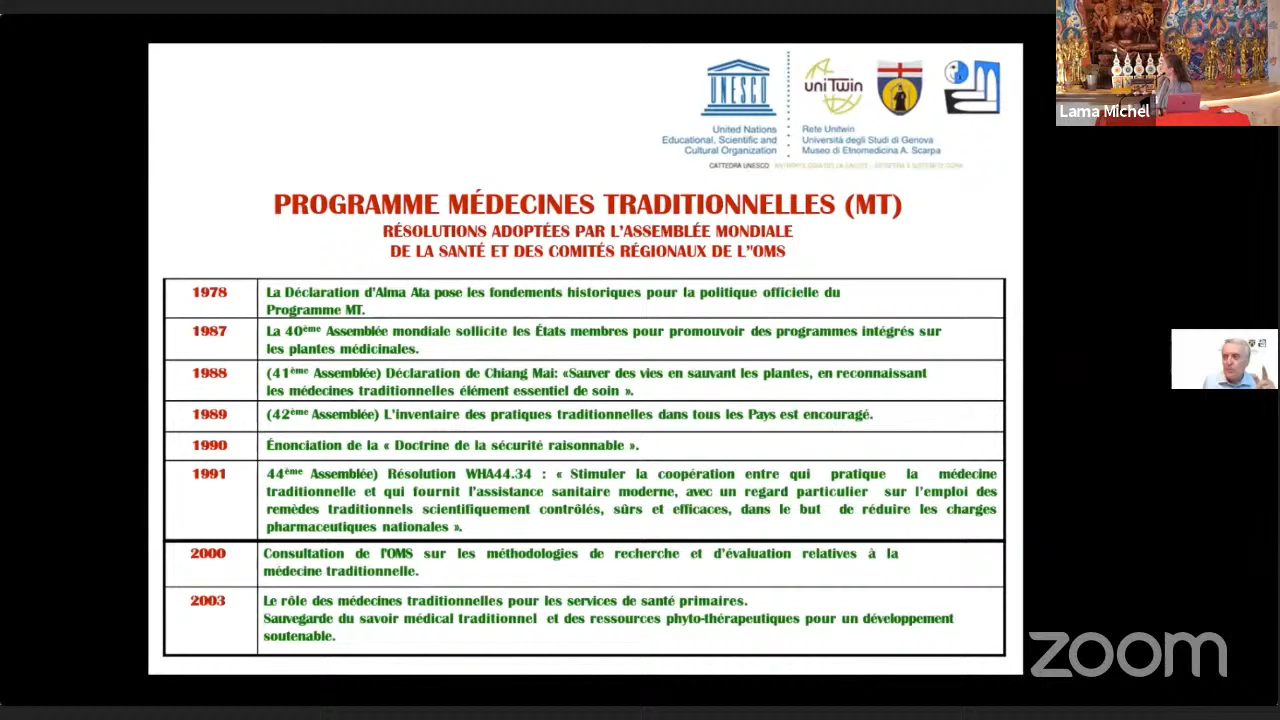 UNESCO
uniTwin
United Nations
Educational, Scientific and
Cultural Organization
Rete Unitwin
Università degli Studi di Genova
Museo di Etnomedicina A. Scarpa
CATTEDRA UNESCO
Lama Michel
PROGRAMME MÉDECINES TRADITIONNELLES (MT)
RÉSOLUTIONS ADOPTÉES PAR L'ASSEMBLÉE MONDIALE
DE LA SANTÉ ET DES COMITÉS RÉGIONAUX DE L''OMS
1978
La Déclaration d'Alma Ata pose les fondements historiques pour la politique officielle du
Programme MT.
1987
La 40ème Assemblée mondiale sollicite les États membres pour promouvoir des programmes intégrés sur
les plantes médicinales.
1988
(41ème Assemblée) Déclaration de Chiang Mai: «Sauver des vies en sauvant les plantes, en reconnaissant
les médecines traditionnelles élément essentiel de soin ».
1989
(42ème Assemblée) L'inventaire des pratiques traditionnelles dans tous les Pays est encouragé.
1990
Énonciation de la « Doctrine de la sécurité raisonnable ».
1991
44ème Assemblée) Résolution WHA44.34 : « Stimuler la coopération entre qui pratique la médecine
traditionnelle et qui fournit l'assistance sanitaire moderne, avec un regard particulier sur l'emploi des
remèdes traditionnels scientifiquement contrôlés, sûrs et efficaces, dans le but de réduire les charges
pharmaceutiques nationales ».
2000
Consultation de l'OMS sur les méthodologies de recherche et d'évaluation relatives à la
médecine traditionnelle.
2003
Le rôle des médecines traditionnelles pour les services de santé primaires.
Sauvegarde du savoir médical traditionnel et des ressources phyto-thérapeutiques pour un développement
soutenable.
zoom